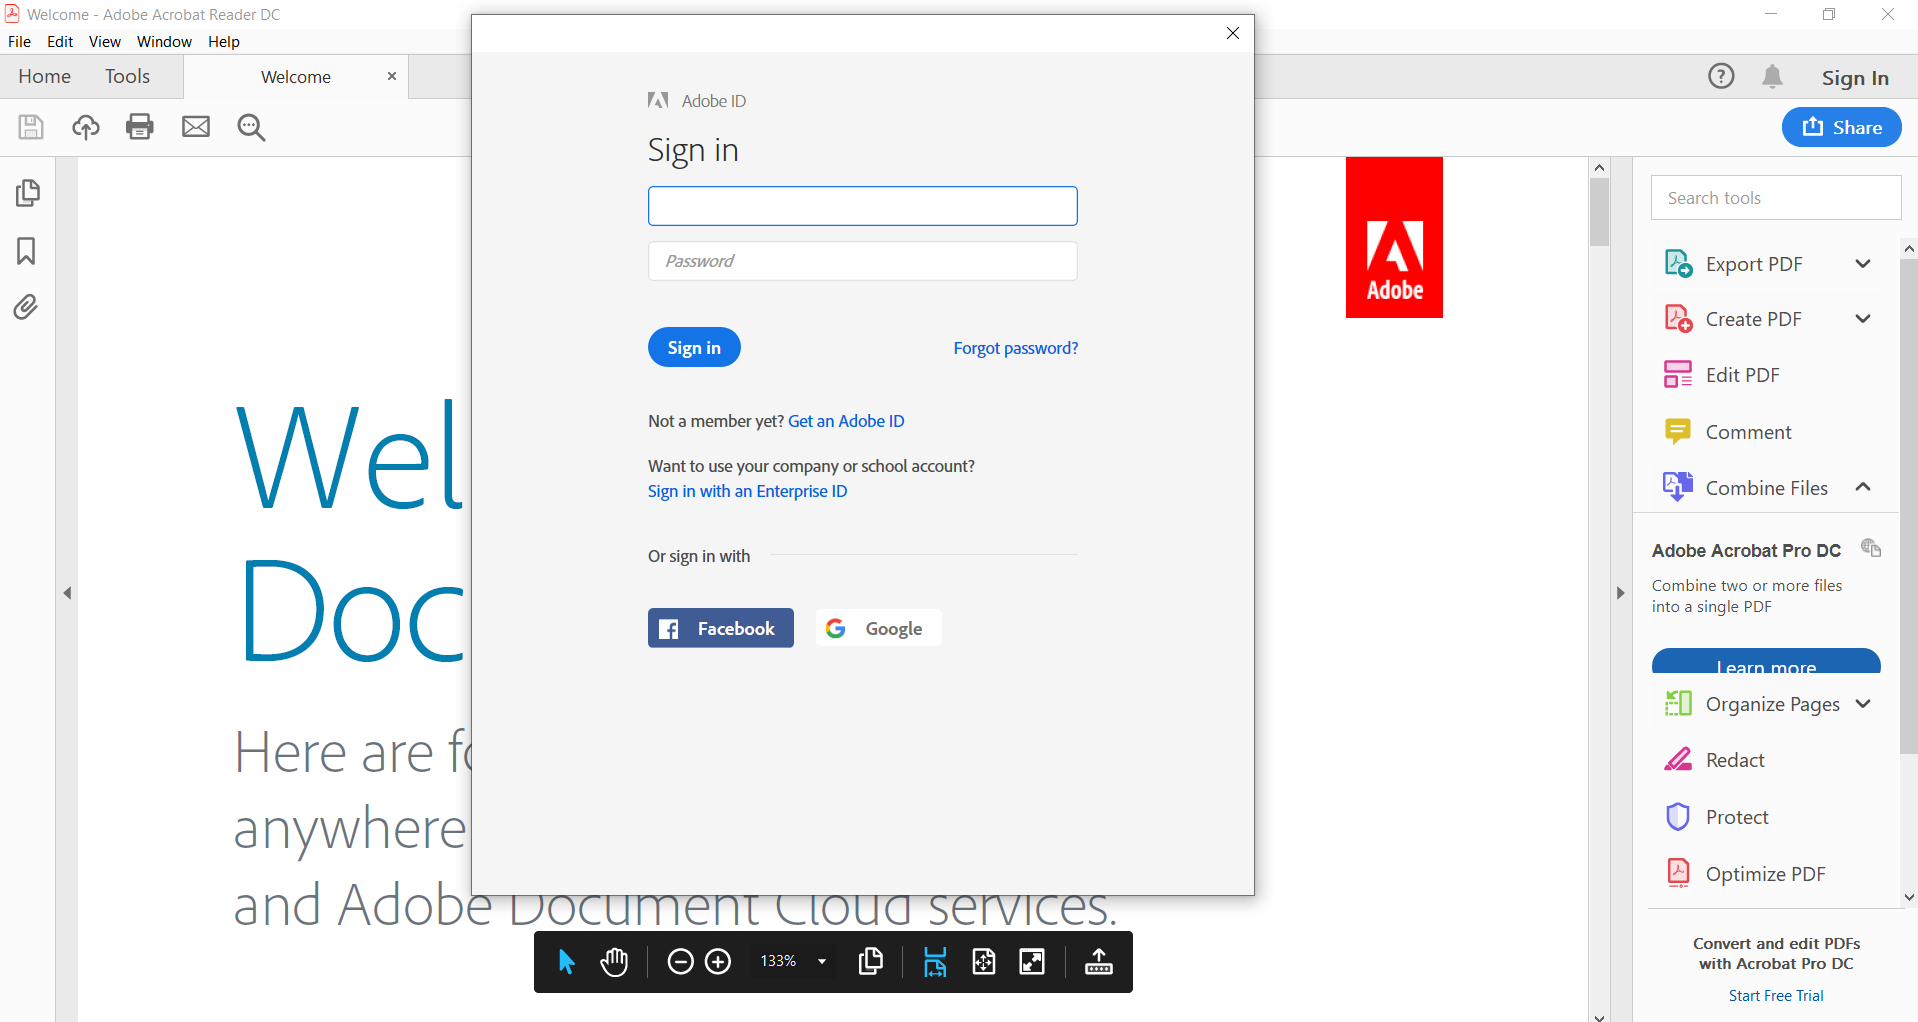 Welcome - Adobe Acrobat Reader DC
File Edit View Window Help
Home Tools Welcome
Sign In
Share
Adobe ID
Sign in
Password
Sign in
Forgot password?
Not a member yet? Get an Adobe ID
Want to use your company or school account?
Sign in with an Enterprise ID
Or sign in with
Facebook
Google
Adobe
Wel
Doc
Here are fo
anywhere
and Adobe Document Cloud services.
133%
Search tools
Export PDF
Create PDF
Edit PDF
Comment
Combine Files
Adobe Acrobat Pro DC
Combine two or more files
into a single PDF
Learn more
Organize Pages
Redact
Protect
Optimize PDF
Convert and edit PDFs
with Acrobat Pro DC
Start Free Trial